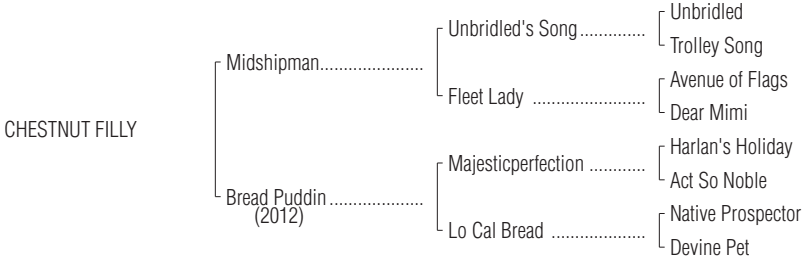 Unbridled
Unbridled's Song..............
Trolley Song
Midshipman......................
Avenue of Flags
Fleet Lady ........................
Dear Mimi
CHESTNUT FILLY
Harlan's Holiday
Majesticperfection ............
Act So Noble
Bread Puddin....................
(2012)
Native Prospector
Lo Cal Bread ....................
Devine Pet